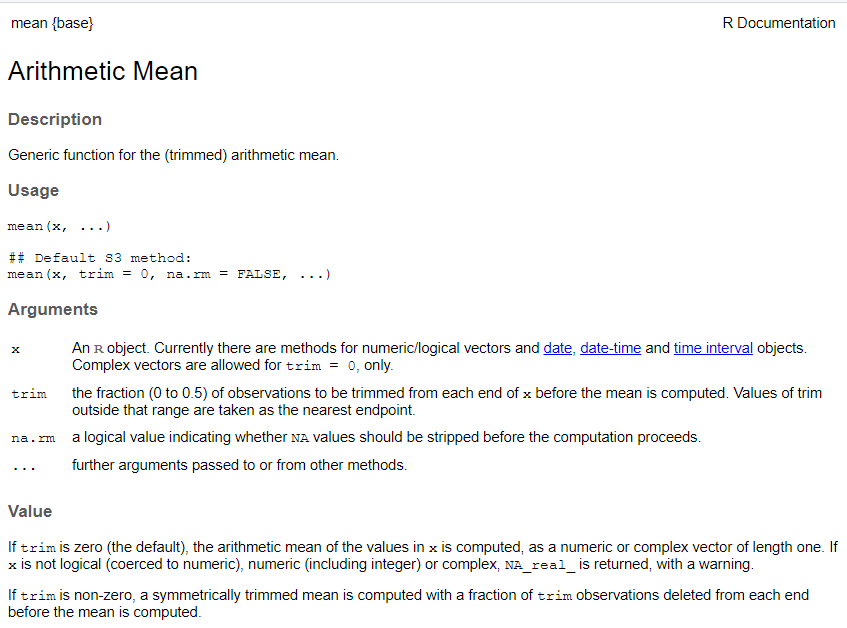 mean {base}
R Documentation
Arithmetic Mean
Description
Generic function for the (trimmed) arithmetic mean.
Usage
mean(x, ...)
## Default S3 method:
mean(x, trim = 0, na.rm = FALSE, ...)
Arguments
x
An R object. Currently there are methods for numeric/logical vectors and date, date-time and time interval objects.
Complex vectors are allowed for trim = 0, only.
trim
the fraction (0 to 0.5) of observations to be trimmed from each end of x before the mean is computed. Values of trim
outside that range are taken as the nearest endpoint.
na.rm
a logical value indicating whether NA values should be stripped before the computation proceeds.
...
further arguments passed to or from other methods.
Value
If trim is zero (the default), the arithmetic mean of the values in x is computed, as a numeric or complex vector of length one. If
x is not logical (coerced to numeric), numeric (including integer) or complex, NA_real_ is returned, with a warning.
If trim is non-zero, a symmetrically trimmed mean is computed with a fraction of trim observations deleted from each end
before the mean is computed.